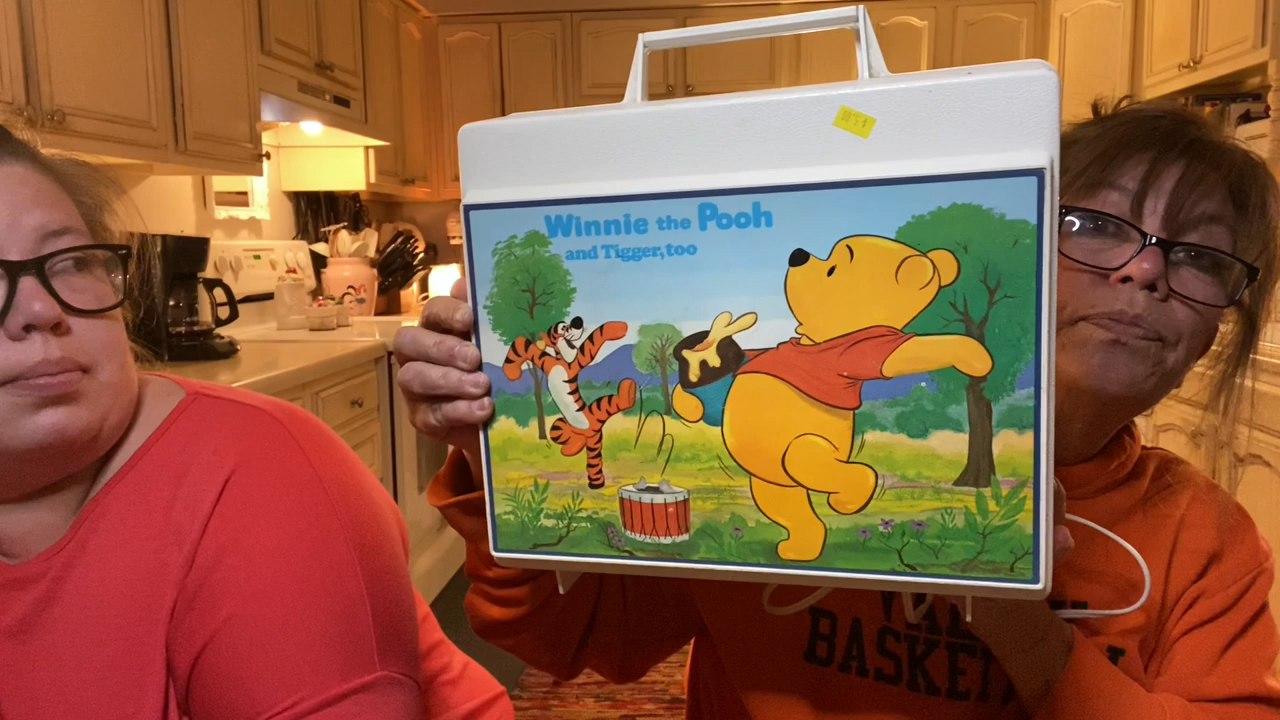 Winnie the Pooh
and Tigger, too
BASKET